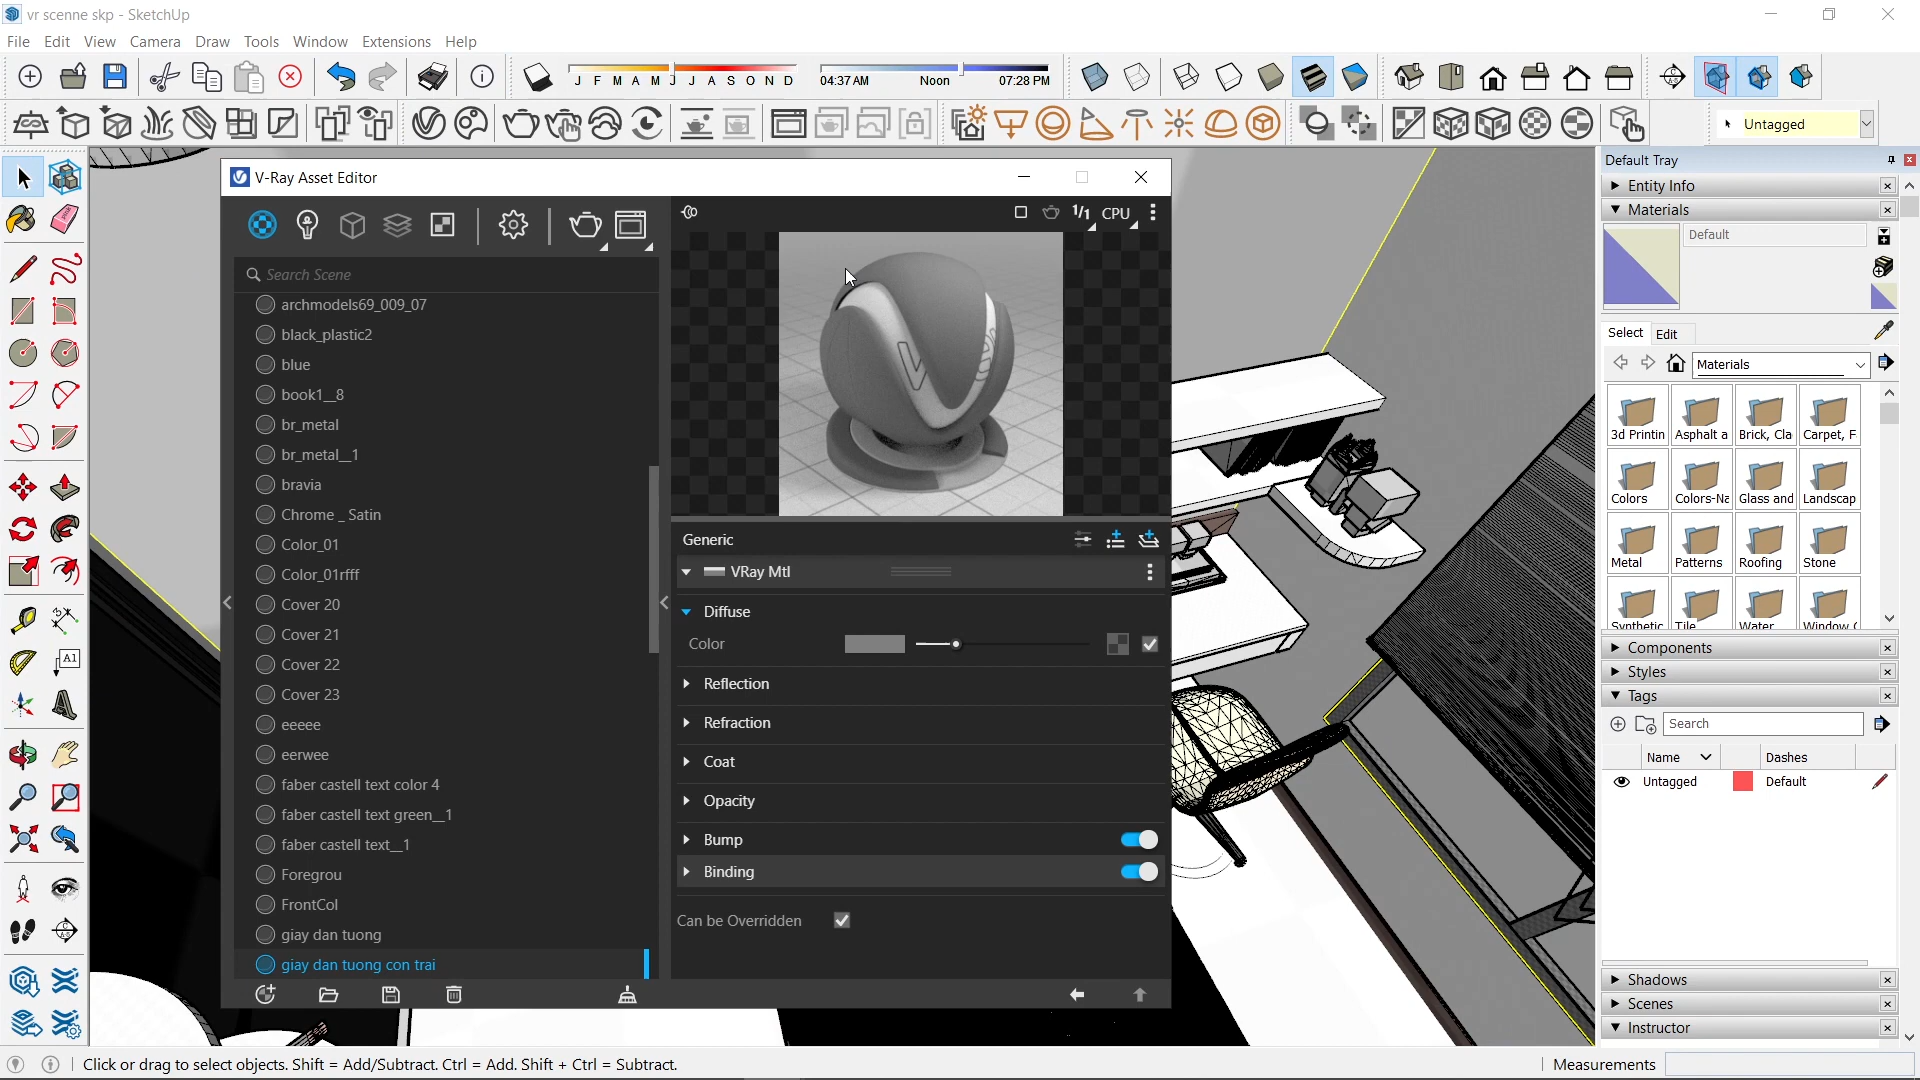 vr scenne skp - SketchUp
File Edit View Camera Draw Tools Window Extensions Help
J F M A M J J A S O N D
04:37 AM Noon 07:28 PM
Untagged
V-Ray Asset Editor
Search Scene
archmodels69_009_07
black_plastic2
blue
book1__8
br_metal
br_metal__1
bravia
Chrome _ Satin
Color_01
Color_01rfff
Cover 20
Cover 21
Cover 22
Cover 23
eeeee
eerwee
faber castell text color 4
faber castell text green__1
faber castell text__1
Foregrou
FrontCol
giay dan tuong
giay dan tuong con trai
1/1 CPU
Generic
VRay Mtl
Diffuse
Color
Reflection
Refraction
Coat
Opacity
Bump
Binding
Can be Overridden
Default Tray
Entity Info
Materials
Default
Select Edit
Materials
3d Printin Asphalt a Brick, Cla Carpet, F
Colors Colors-Na Glass and Landscap
Metal Patterns Roofing Stone
Synthetic Tile Water Window C
Components
Styles
Tags
Search
Name Dashes
Untagged Default
Shadows
Scenes
Instructor
A1
Click or drag to select objects. Shift = Add/Subtract. Ctrl = Add. Shift + Ctrl = Subtract.
Measurements